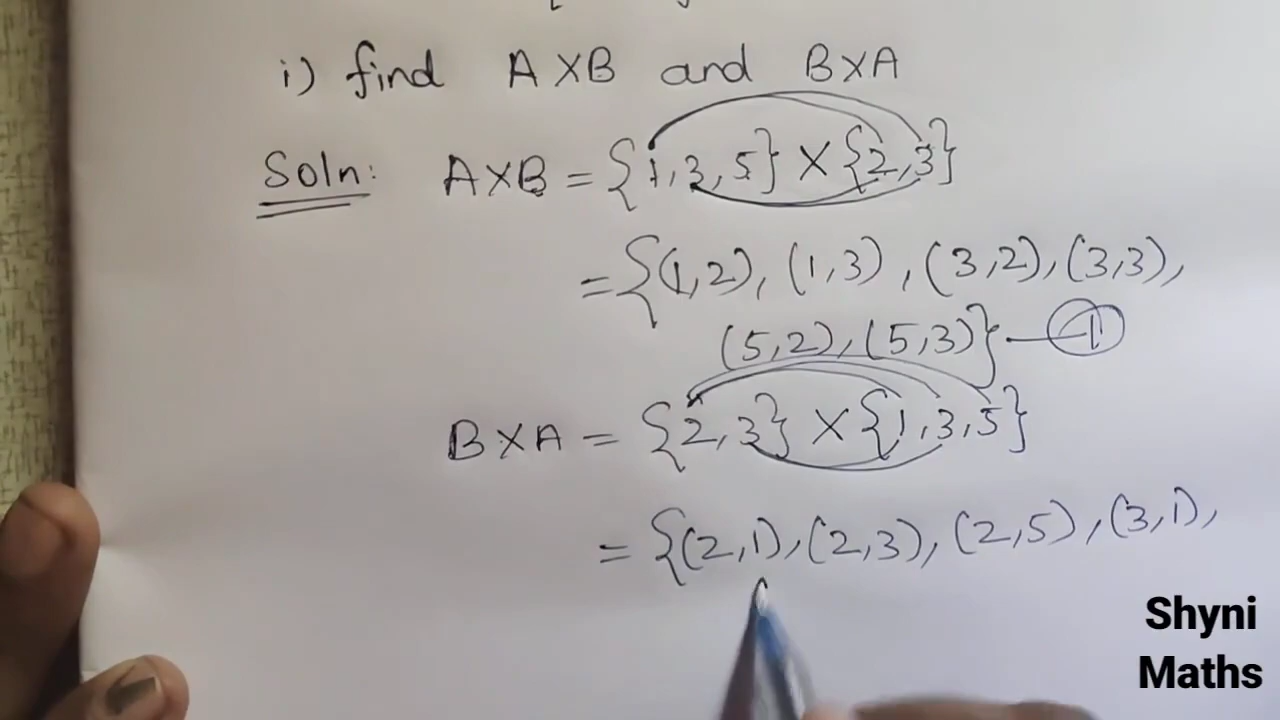 i) find A×B and B×A
Soln: A×B = {1,3,5} × {2,3}
= {(1,2), (1,3), (3,2), (3,3),
(5,2), (5,3)} — ①
B×A = {2,3} × {1,3,5}
= {(2,1), (2,3), (2,5), (3,1),
Shyni
Maths